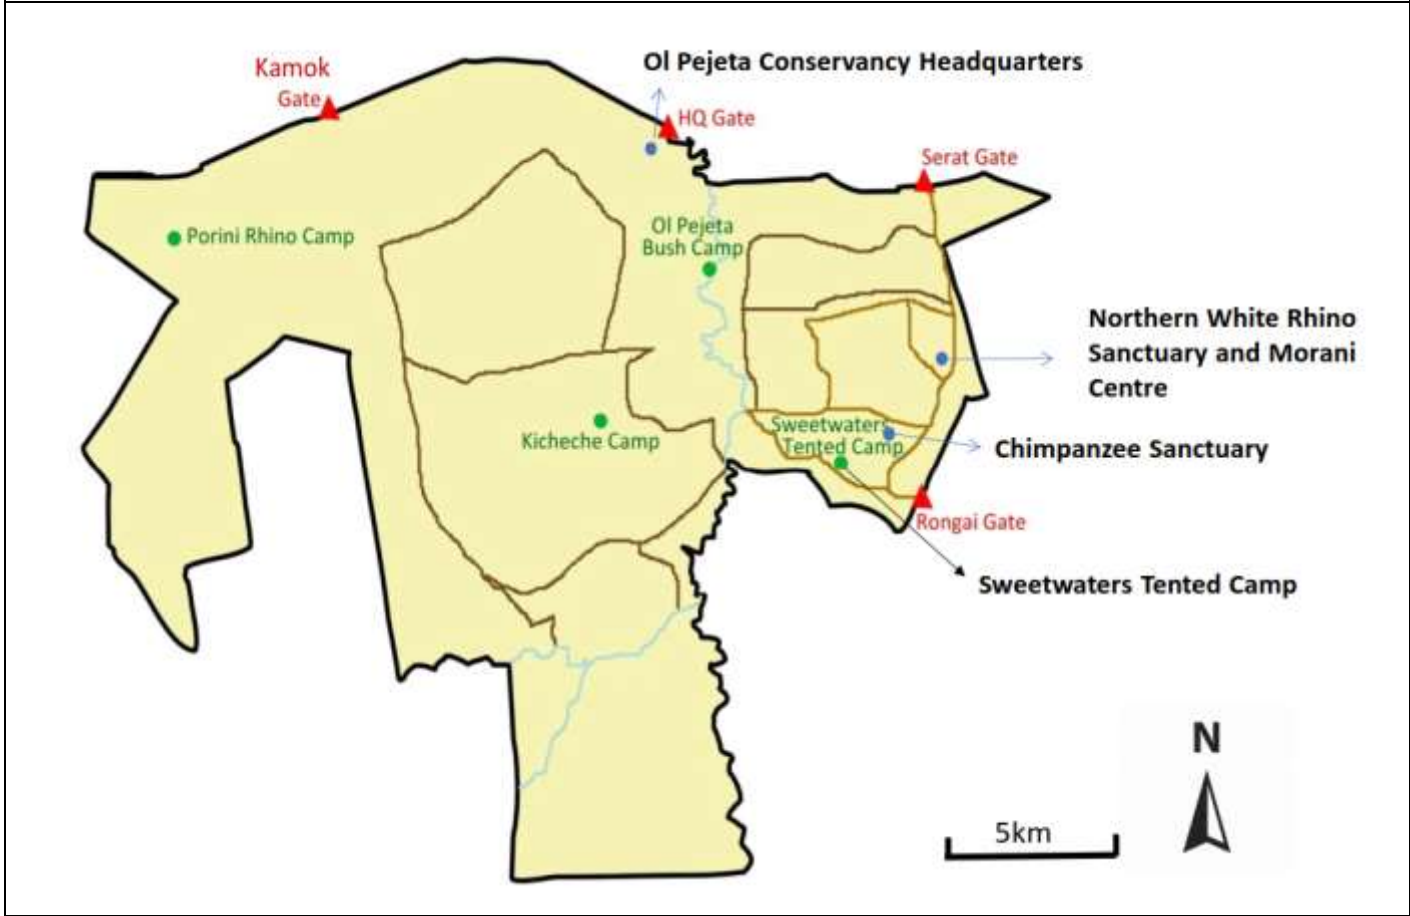 Ol Pejeta Conservancy Headquarters
Kamok
Gate
HQ Gate
Serat Gate
Ol Pejeta
Bush Camp
Porini Rhino Camp
Northern White Rhino
Sanctuary and Morani
Centre
Kicheche Camp
Sweetwaters
Tented Camp
Chimpanzee Sanctuary
Rongai Gate
Sweetwaters Tented Camp
N
5km